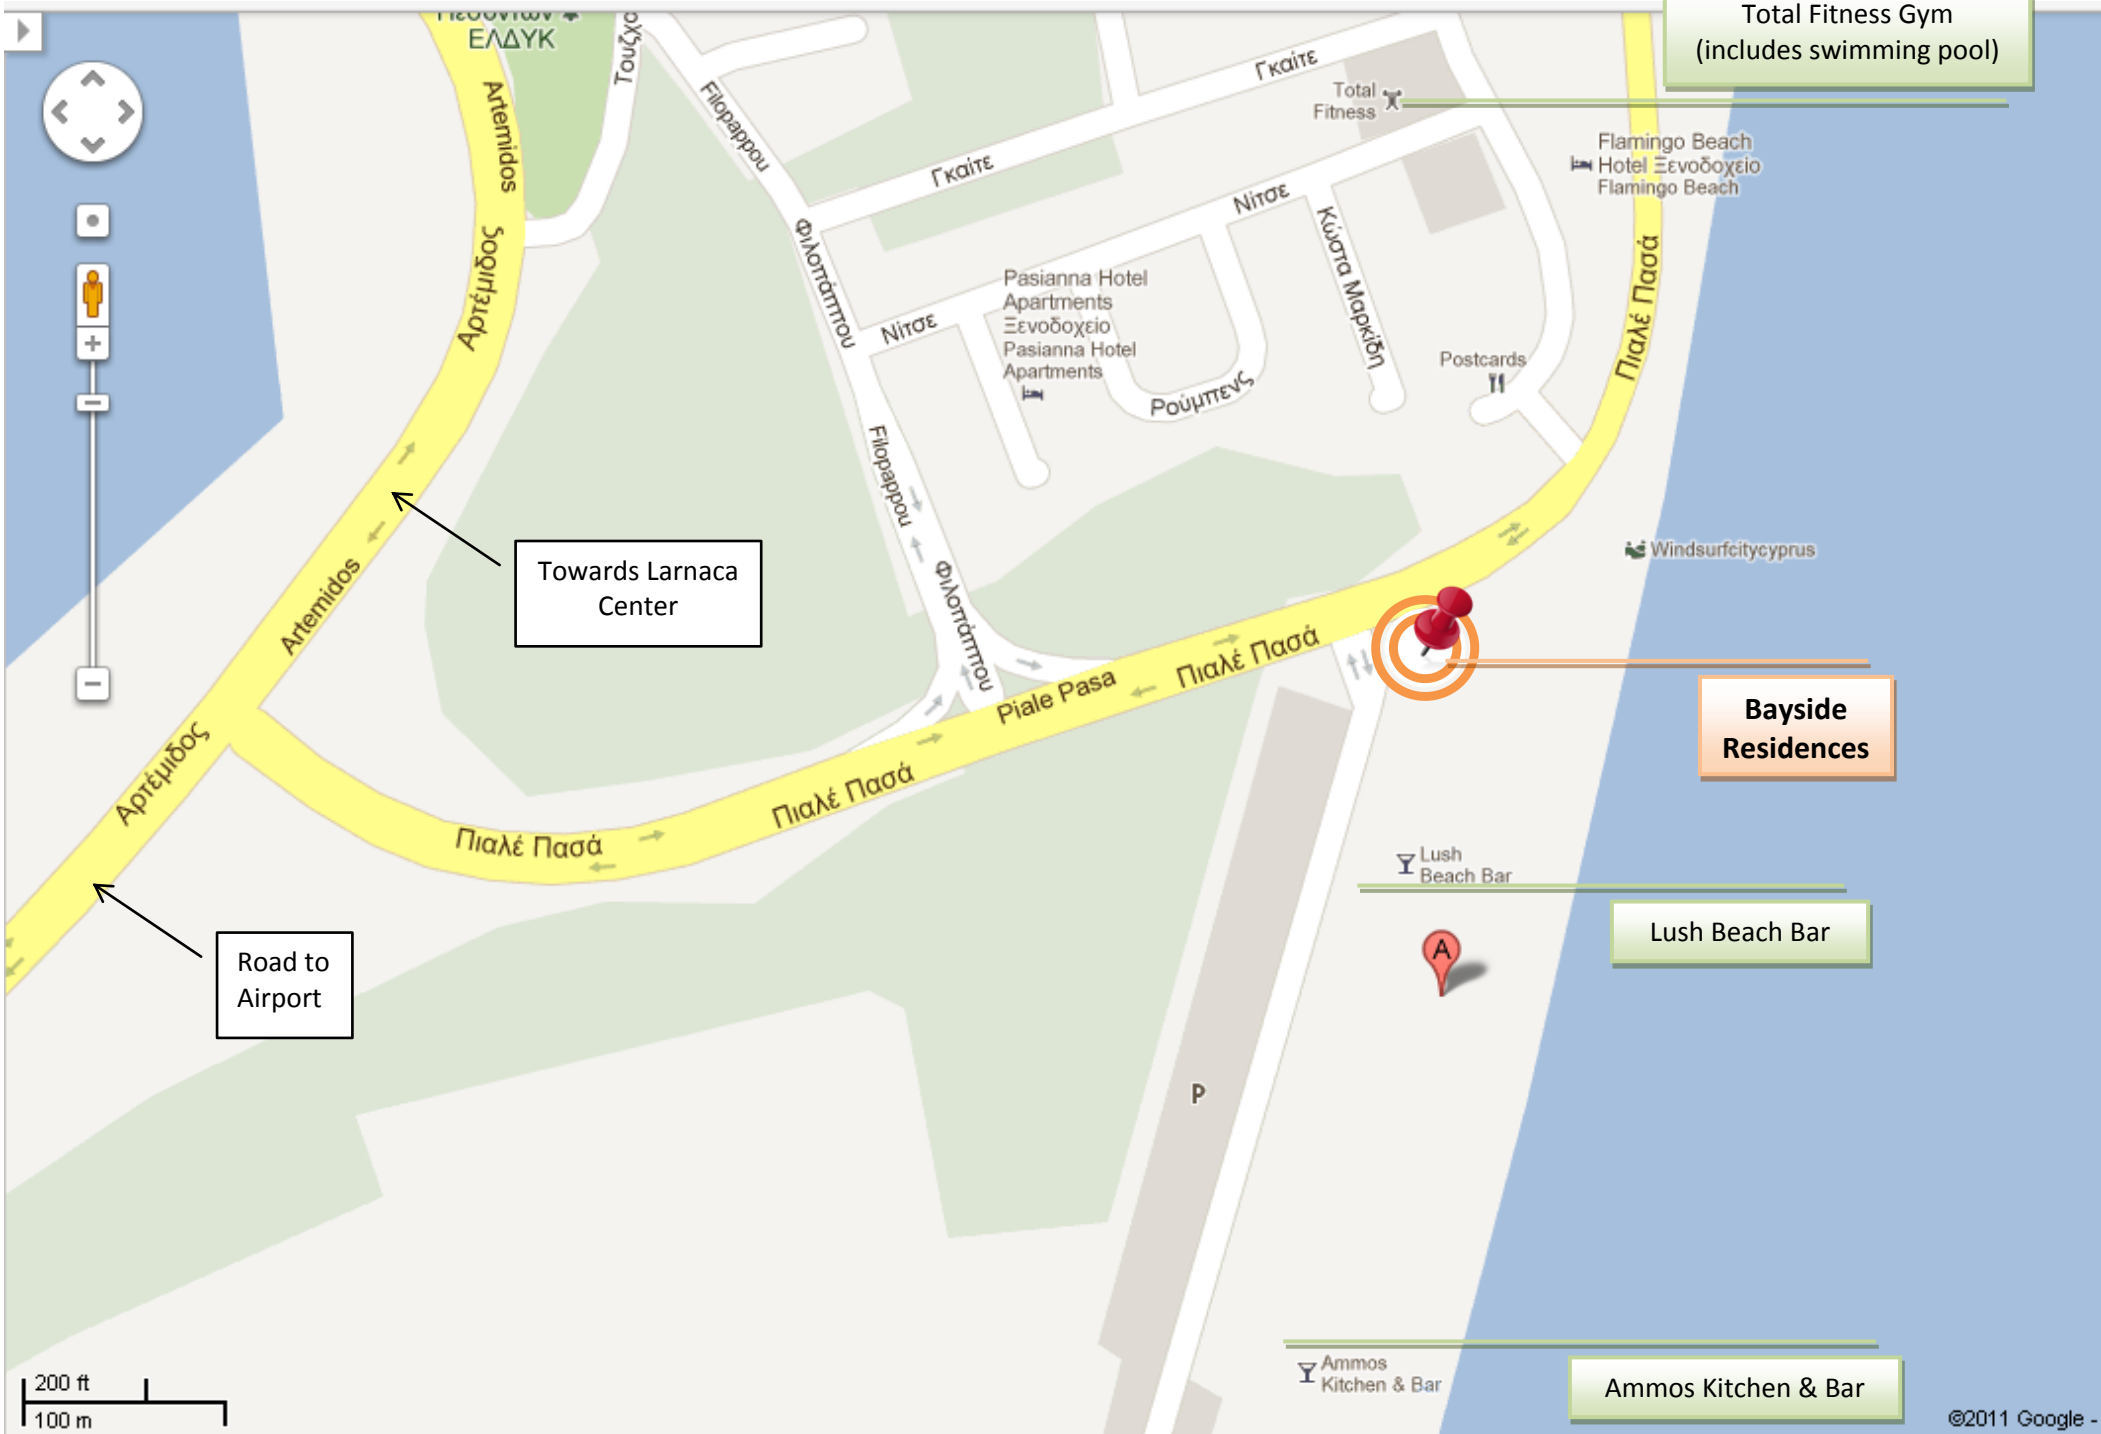 Total Fitness Gym
(includes swimming pool)
ΕΛΔΥΚ
Artemidos
Αρτέμιδος
Artemidos
Αρτέμιδος
Filopappou
Φιλοπάππου
Filopappou
Φιλοπάππου
Γκαίτε
Γκαίτε
Total
Fitness
Νίτσε
Νίτσε
Κώστα Μαρκίδη
Ρούμπενς
Flamingo Beach
Hotel Ξενοδοχείο
Flamingo Beach
Pasianna Hotel
Apartments
Ξενοδοχείο
Pasianna Hotel
Apartments
Postcards
Πιαλέ Πασά
Windsurfcitycyprus
Towards Larnaca
Center
Πιαλέ Πασά
Piale Pasa
Πιαλέ Πασά
Πιαλέ Πασά
Bayside
Residences
Lush
Beach Bar
Lush Beach Bar
A
Road to
Airport
P
Ammos
Kitchen & Bar
Ammos Kitchen & Bar
200 ft
100 m
©2011 Google -